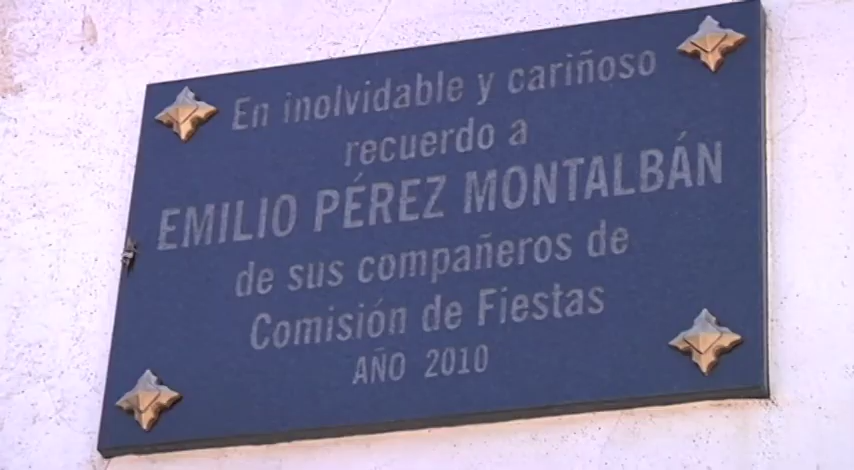 En inolvidable y cariñoso
recuerdo a
EMILIO PÉREZ MONTALBÁN
de sus compañeros de
Comisión de Fiestas
AÑO 2010